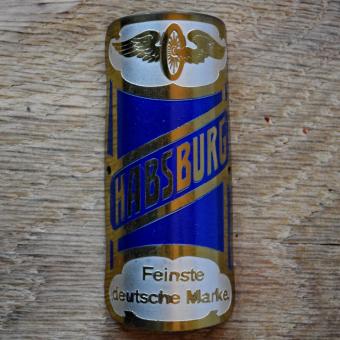 HABSBURG
Feinste
deutsche Marke.